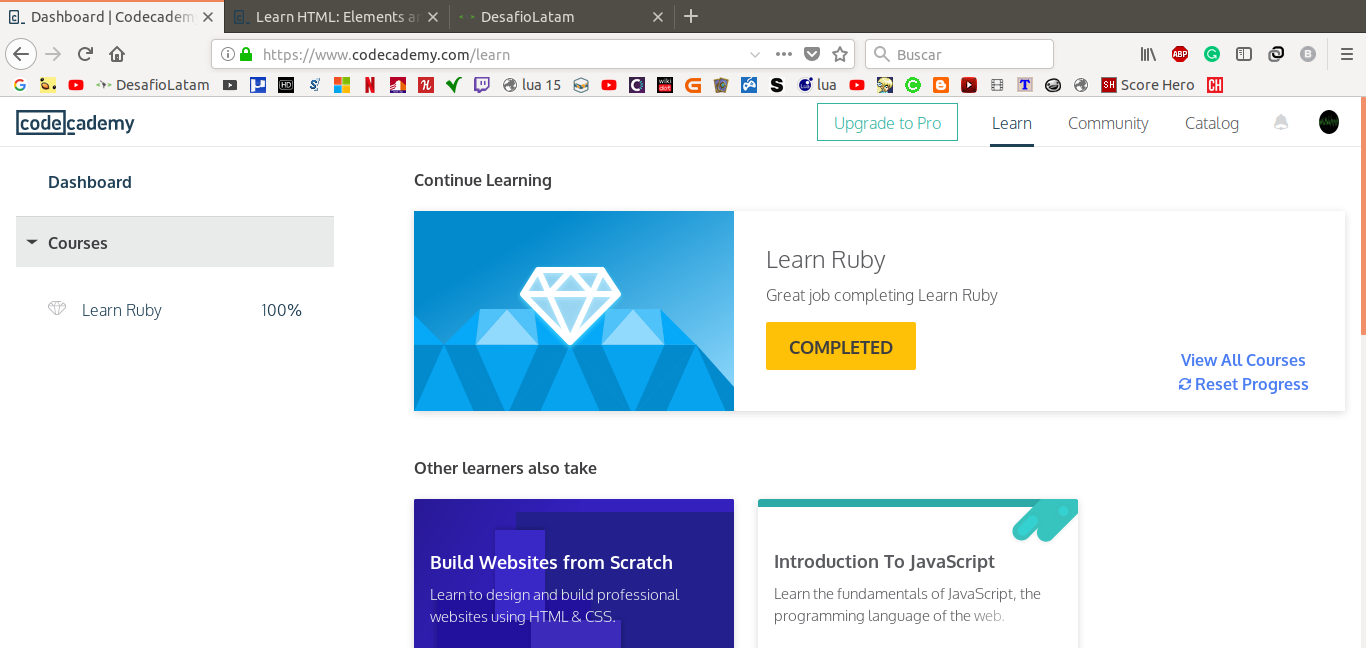 Dashboard | Codecadem
Learn HTML: Elements a
DesafioLatam
https://www.codecademy.com/learn
Buscar
DesafioLatam
lua 15
lua
Score Hero
codecademy
Upgrade to Pro
Learn
Community
Catalog
Dashboard
Courses
Learn Ruby
100%
Continue Learning
Learn Ruby
Great job completing Learn Ruby
COMPLETED
View All Courses
Reset Progress
Other learners also take
Build Websites from Scratch
Learn to design and build professional
websites using HTML & CSS.
Introduction To JavaScript
Learn the fundamentals of JavaScript, the
programming language of the web.